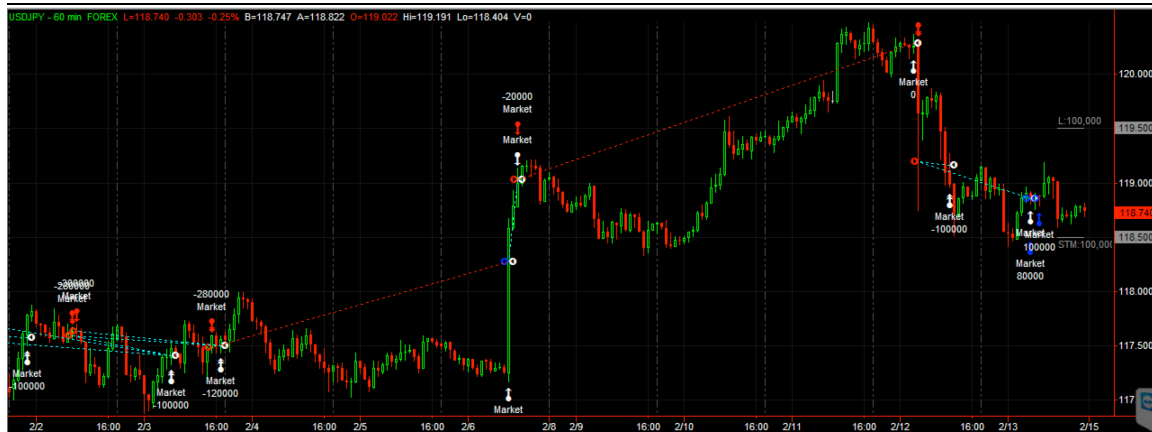 USDJPY - 60 min FOREX L=118.740 -0.303 -0.25% B=118.747 A=118.822 O=119.022 Hi=119.191 Lo=118.404 V=0
120.000
119.500
119.000
118.740
118.500
118.000
117.500
L:100,000
STM:100,000
-20000
Market
Market
Market
0
Market
-100000
Market
100000
Market
80000
Market
-280000
Market
Market
-120000
Market
-100000
Market
-100000
Market
2/2 16:00 2/3 16:00 2/4 16:00 2/5 16:00 2/6 2/8 2/9 16:00 2/10 16:00 2/11 16:00 2/12 16:00 2/13 2/15